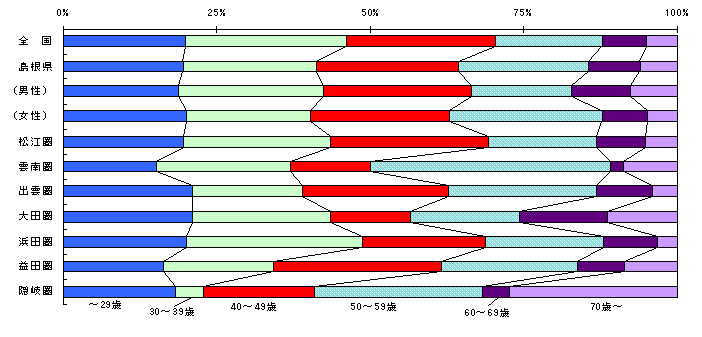 0% 25% 50% 75% 100%
全 国
島根県
(男性)
(女性)
松江圏
雲南圏
出雲圏
大田圏
浜田圏
益田圏
隠岐圏
～29歳 30～39歳 40～49歳 50～59歳 60～69歳 70歳～